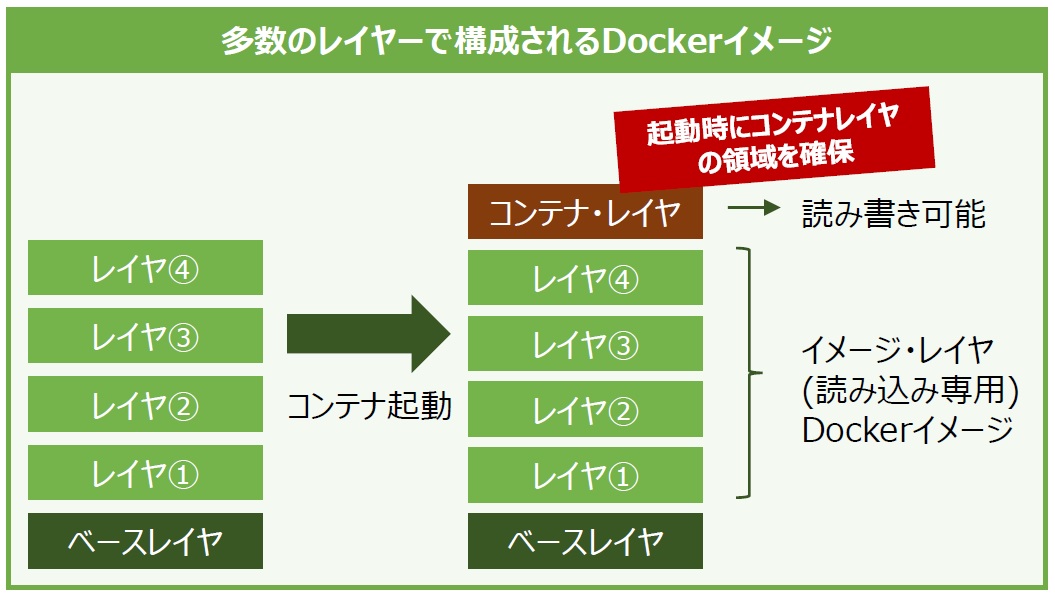 多数のレイヤーで構成されるDockerイメージ
起動時にコンテナレイヤ
の領域を確保
コンテナ・レイヤ
読み書き可能
レイヤ④
レイヤ③
レイヤ②
レイヤ①
ベースレイヤ
コンテナ起動
レイヤ④
レイヤ③
レイヤ②
レイヤ①
ベースレイヤ
イメージ・レイヤ
(読み込み専用)
Dockerイメージ